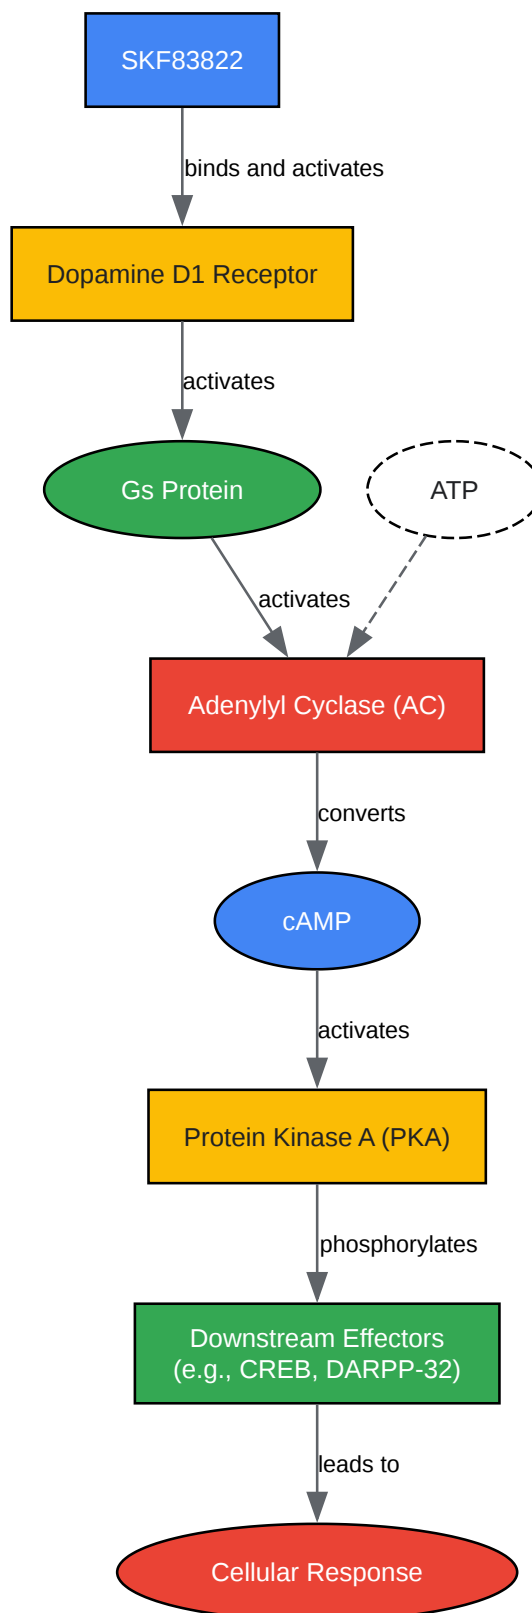 SKF83822
binds and activates
Dopamine D1 Receptor
activates
Gs Protein
ATP
activates
Adenylyl Cyclase (AC)
converts
cAMP
activates
Protein Kinase A (PKA)
phosphorylates
Downstream Effectors
(e.g., CREB, DARPP-32)
leads to
Cellular Response